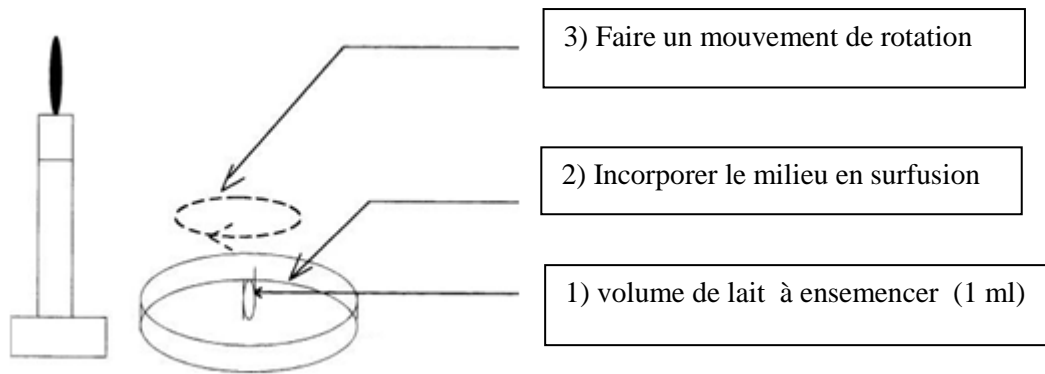 3) Faire un mouvement de rotation
2) Incorporer le milieu en surfusion
1) volume de lait à ensemencer (1 ml)